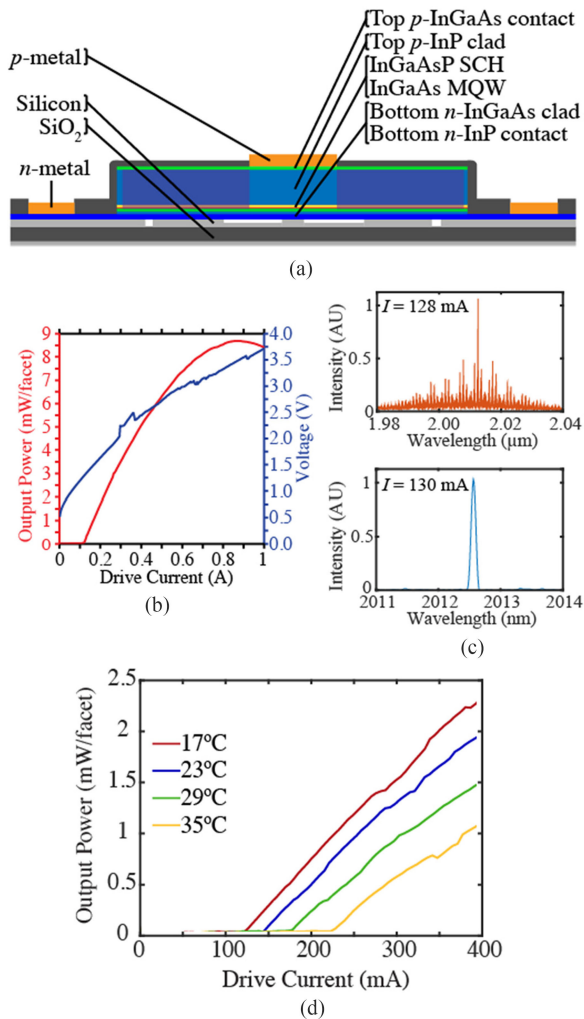 Top p-InGaAs contact
Top p-InP clad
p-metal
InGaAsP SCH
InGaAs MQW
Silicon
Bottom n-InGaAs clad
SiO2
Bottom n-InP contact
n-metal
(a)
9
8
7
6
5
4
3
2
1
0
Output Power (mW/facet)
4.0
3.5
3.0
2.5
2.0
1.5
1.0
0.5
0.0
Voltage (V)
0 0.2 0.4 0.6 0.8 1
Drive Current (A)
(b)
I = 128 mA
1
0.5
0
Intensity (AU)
1.98 2.00 2.02 2.04
Wavelength (µm)
I = 130 mA
1
0.5
0
Intensity (AU)
2011 2012 2013 2014
Wavelength (nm)
(c)
2.5
2
1.5
1
0.5
0
Output Power (mW/facet)
17ºC
23ºC
29ºC
35ºC
0 100 200 300 400
Drive Current (mA)
(d)